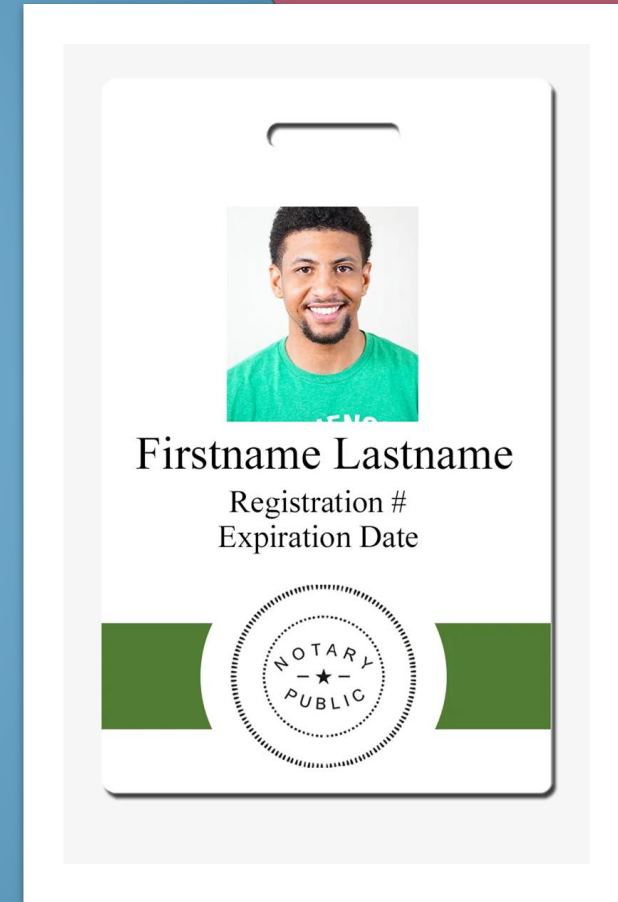 Firstname Lastname
Registration #
Expiration Date
NOTARY
PUBLIC